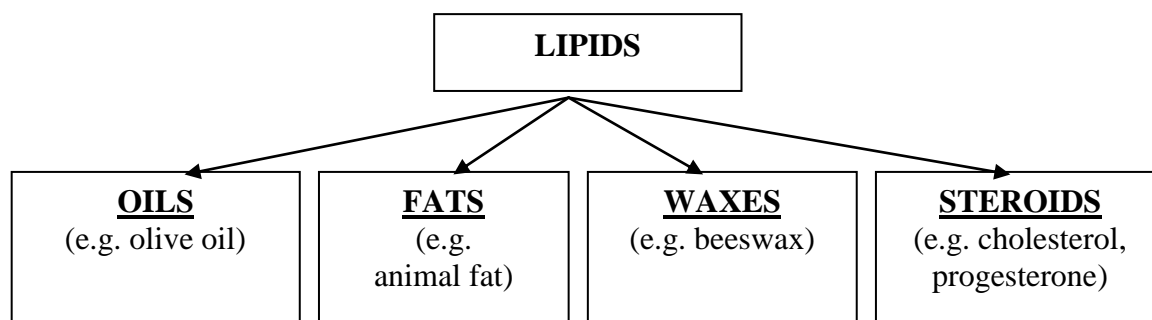 LIPIDS
OILS
(e.g. olive oil)
FATS
(e.g.
animal fat)
WAXES
(e.g. beeswax)
STEROIDS
(e.g. cholesterol,
progesterone)